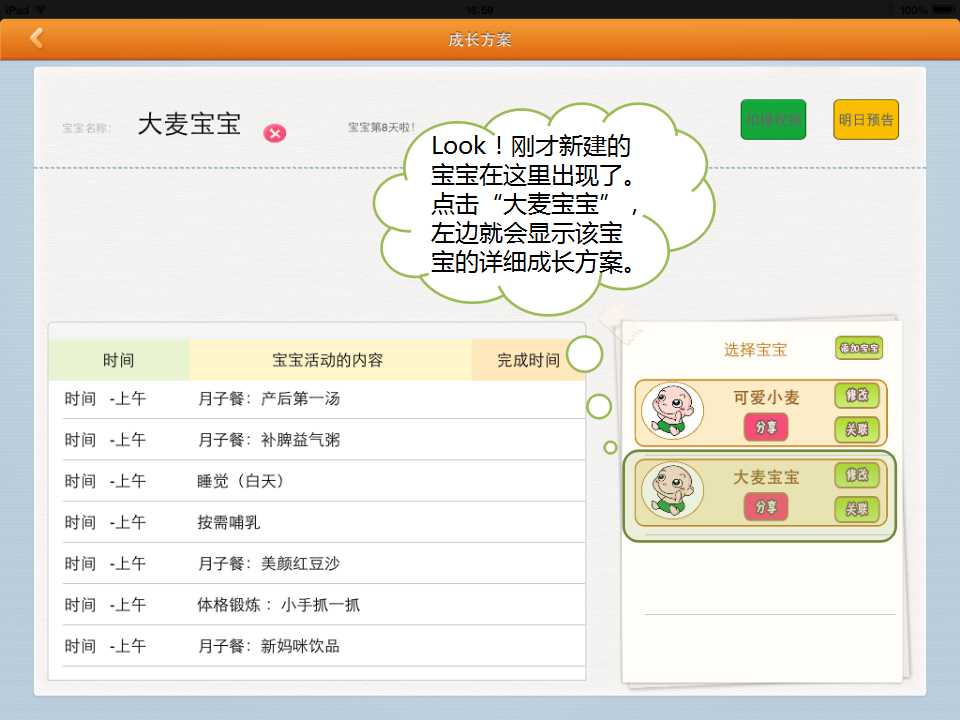 iPad
16:59
100%
成长方案
宝宝名称:
大麦宝宝
宝宝第8天啦!
明日预告
Look！刚才新建的
宝宝在这里出现了。
点击“大麦宝宝”，
左边就会显示该宝
宝的详细成长方案。
时间 宝宝活动的内容 完成时间
时间 -上午 月子餐：产后第一汤
时间 -上午 月子餐：补脾益气粥
时间 -上午 睡觉（白天）
时间 -上午 按需哺乳
时间 -上午 月子餐：美颜红豆沙
时间 -上午 体格锻炼：小手抓一抓
时间 -上午 月子餐：新妈咪饮品
选择宝宝
添加宝宝
可爱小麦
修改
分享
关联
大麦宝宝
修改
分享
关联